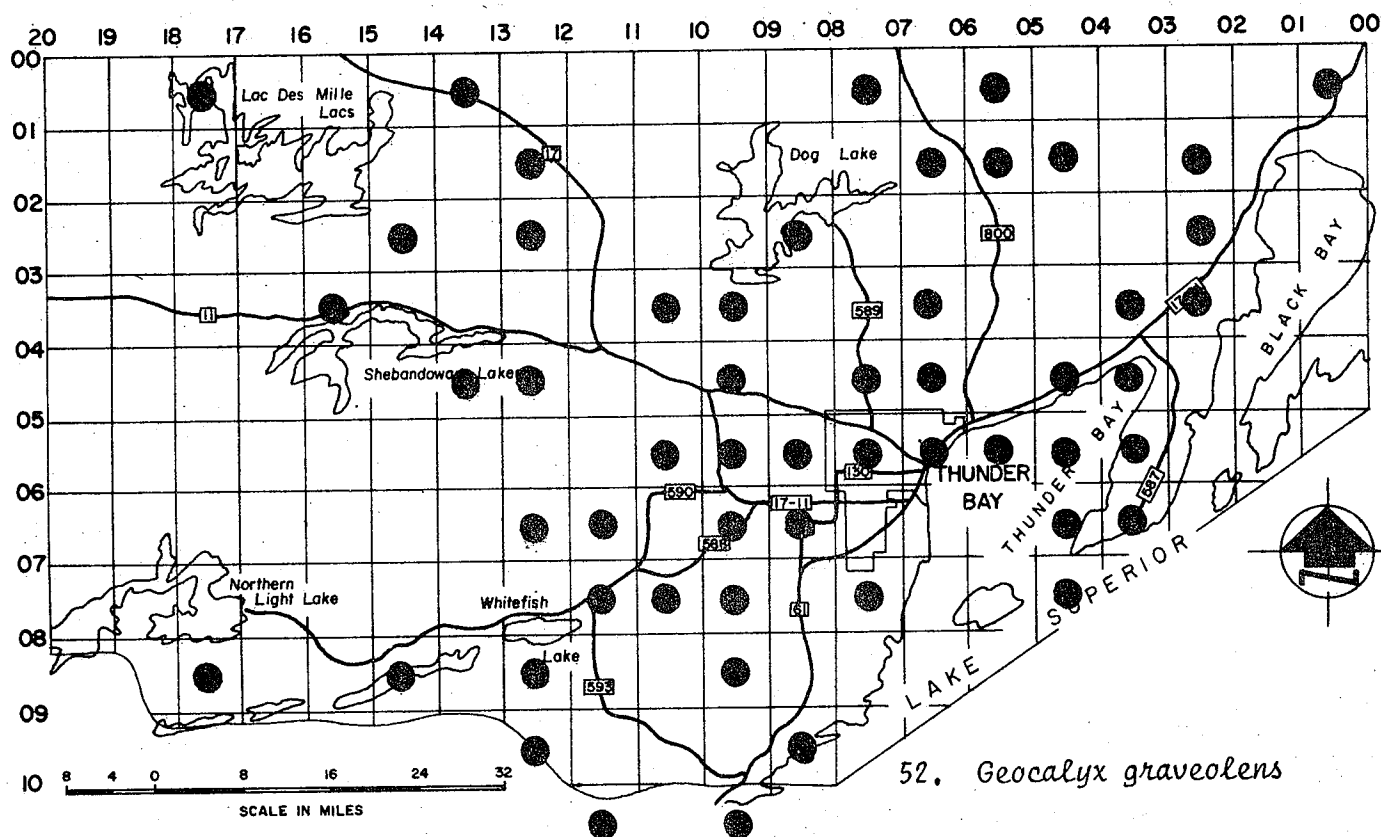 20 19 18 17 16 15 14 13 12 11 10 09 08 07 06 05 04 03 02 01 00
00
Lac Des Mille
Lacs
01
17
Dog Lake
02
800
BLACK BAY
03
11
589
17
04
Shebandowan Lake
05
THUNDER BAY
130
THUNDER
BAY
06
590
17-11
587
588
07
Northern
Light Lake
Whitefish
Lake
61
LAKE SUPERIOR
N
08
593
09
10
8 4 0 8 16 24 32
SCALE IN MILES
52. Geocalyx graveolens